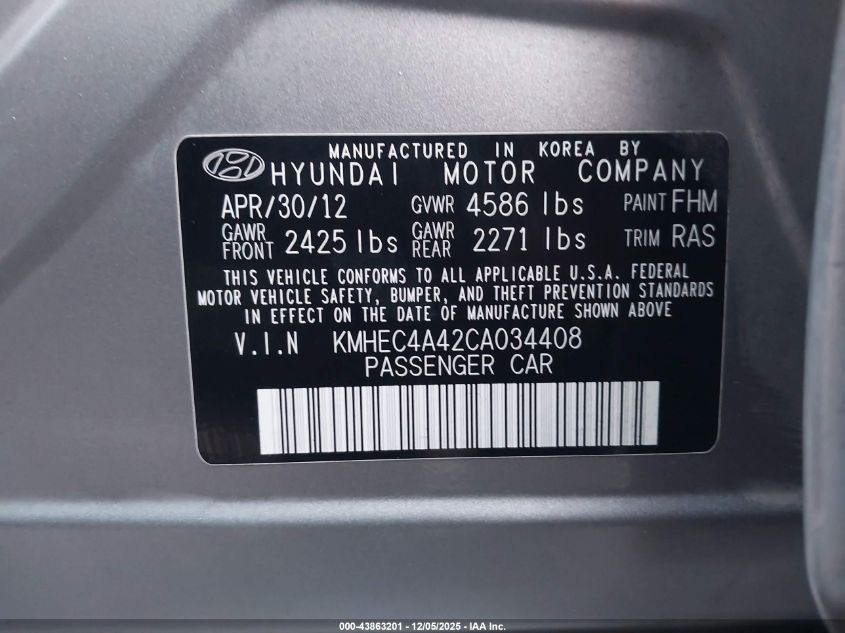 MANUFACTURED IN KOREA BY
HYUNDAI MOTOR COMPANY
APR/30/12 GVWR 4586 lbs PAINT FHM
GAWR FRONT 2425 lbs GAWR REAR 2271 lbs TRIM RAS
THIS VEHICLE CONFORMS TO ALL APPLICABLE U.S.A. FEDERAL
MOTOR VEHICLE SAFETY, BUMPER, AND THEFT PREVENTION STANDARDS
IN EFFECT ON THE DATE OF MANUFACTURE SHOWN ABOVE
V.I.N KMHEC4A42CA034408
PASSENGER CAR
000-43863201 - 12/05/2025 - IAA Inc.